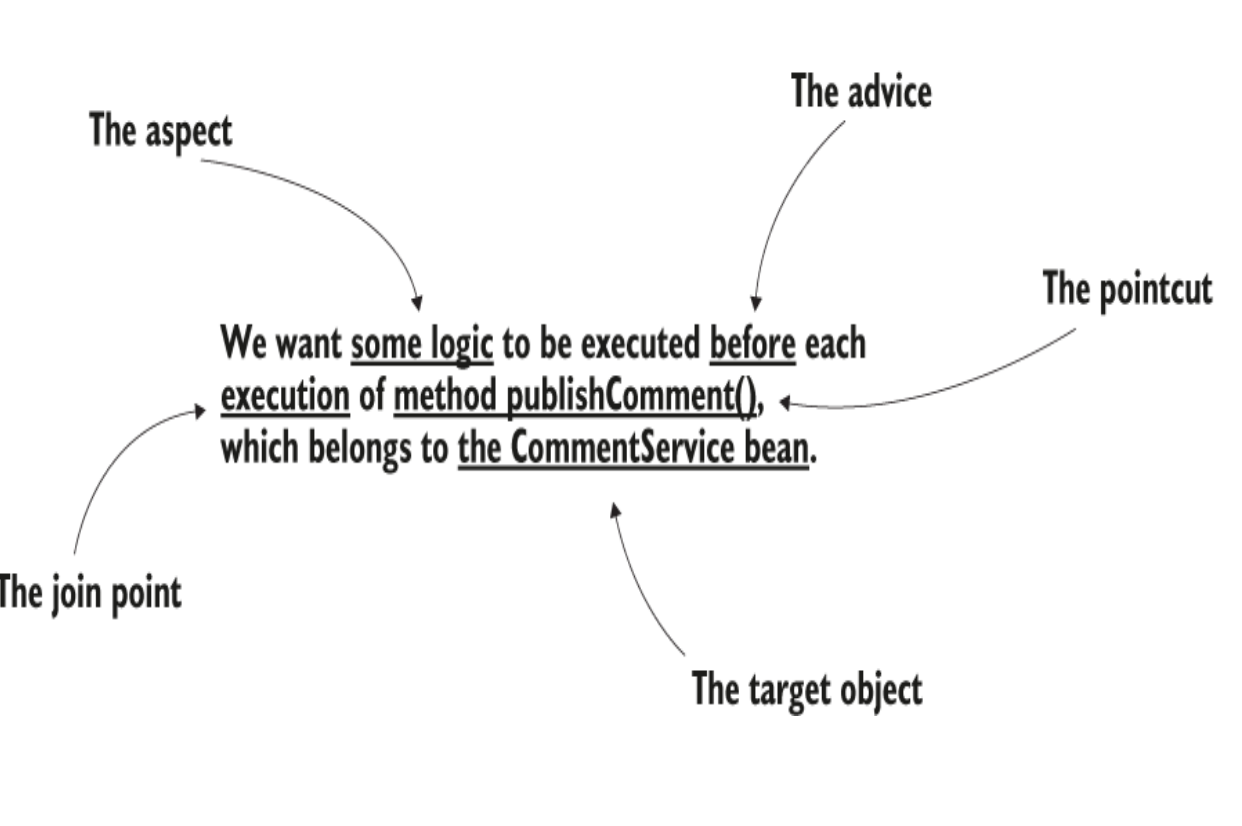 The advice
The aspect
The pointcut
We want some logic to be executed before each
execution of method publishComment(),
which belongs to the CommentService bean.
The join point
The target object